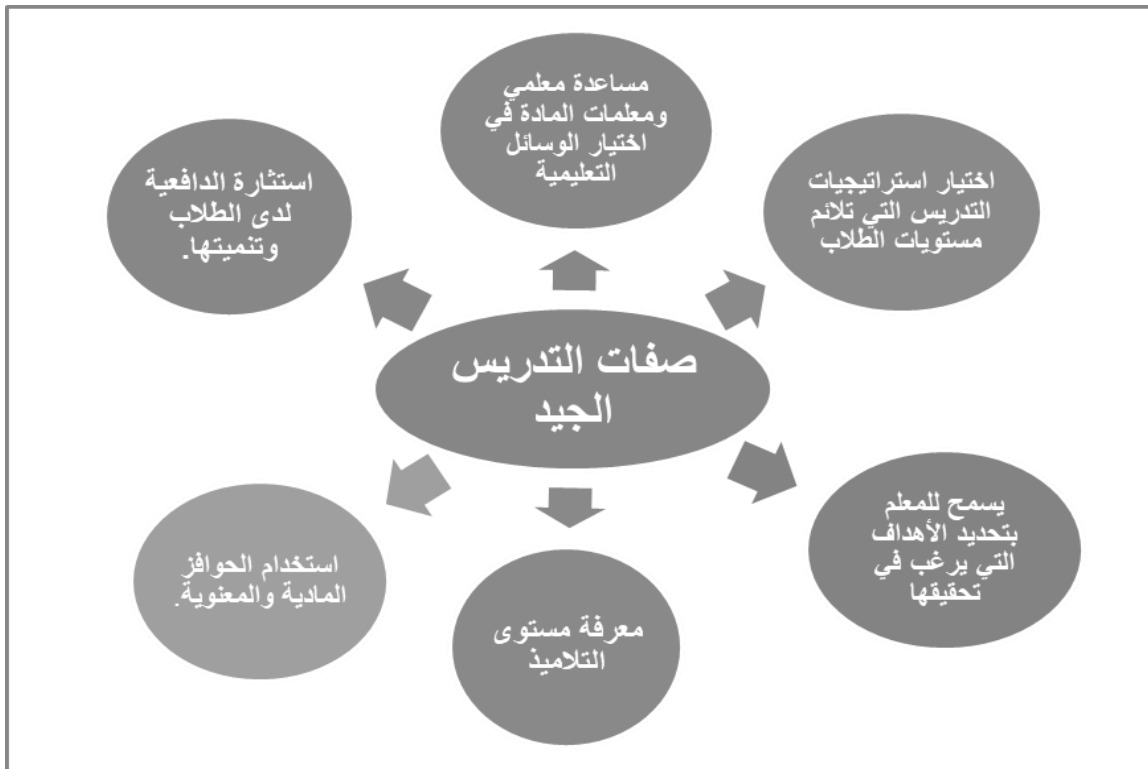 صفات التدريس
الجيد
مساعدة معلمي
ومعلمات المادة في
اختيار الوسائل
التعليمية
اختيار استراتيجيات
التدريس التي تلائم
مستويات الطلاب
يسمح للمعلم
بتحديد الأهداف
التي يرغب في
تحقيقها
معرفة مستوى
التلاميذ
استخدام الحوافز
المادية والمعنوية.
استثارة الدافعية
لدى الطلاب
وتنميتها.